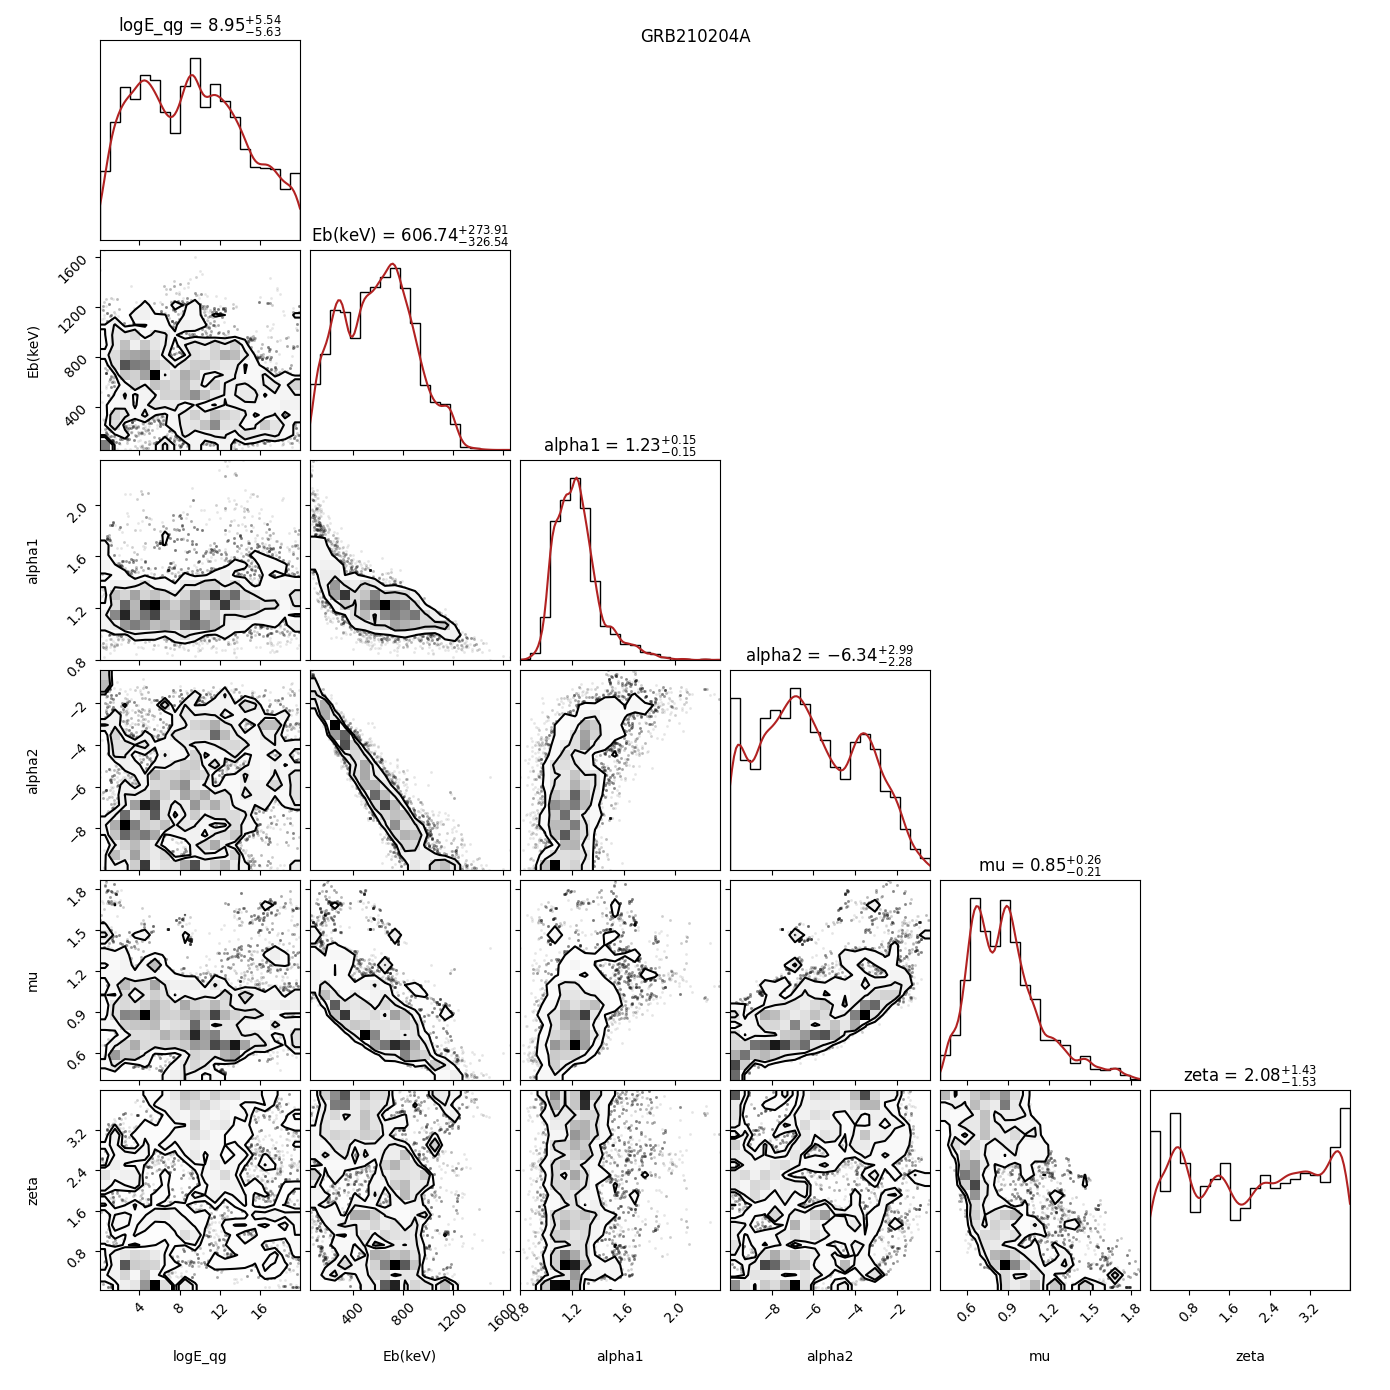 GRB210204A
logE_qg = 8.95+5.54 −5.63
Eb(keV) = 606.74+273.91 −326.54
Eb(keV)
1600
1200
800
400
alpha1 = 1.23+0.15 −0.15
alpha1
2.0
1.6
1.2
0.8
alpha2 = −6.34+2.99 −2.28
alpha2
−2
−4
−6
−8
mu = 0.85+0.26 −0.21
mu
1.8
1.5
1.2
0.9
0.6
zeta = 2.08+1.43 −1.53
zeta
3.2
2.4
1.6
0.8
4 8 12 16 400 800 1200 1600 0.8 1.2 1.6 2.0 −8 −6 −4 −2 0.6 0.9 1.2 1.5 1.8 0.8 1.6 2.4 3.2
logE_qg Eb(keV) alpha1 alpha2 mu zeta